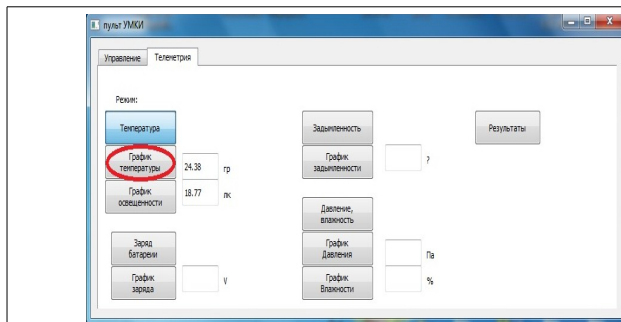 пульт УМКИ
Управление Телеметрия
Режим:
Температура
График
температуры
24.38 гр
График
освещенности
18.77 лк
Заряд
батареи
График
заряда
V
Задымленность
График
задымленности
?
Давление,
влажность
График
Давления
Па
График
Влажности
%
Результаты